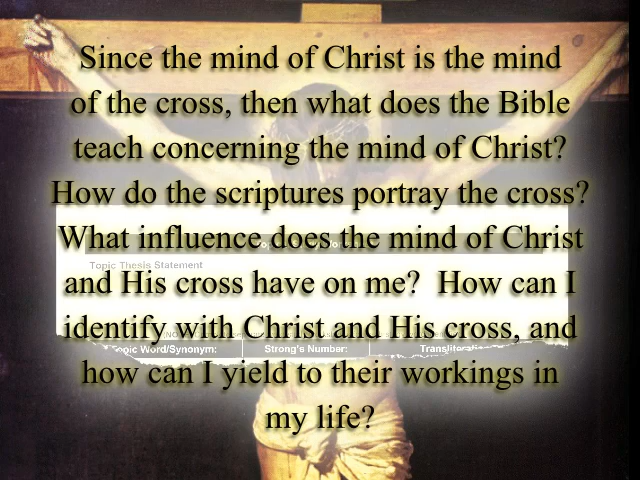 Since the mind of Christ is the mind
of the cross, then what does the Bible
teach concerning the mind of Christ?
How do the scriptures portray the cross?
What influence does the mind of Christ
Topic Thesis Statement
and His cross have on me? How can I
identify with Christ and His cross, and
Topic Word/Synonym: Strong's Number:
how can I yield to their workings in
my life?